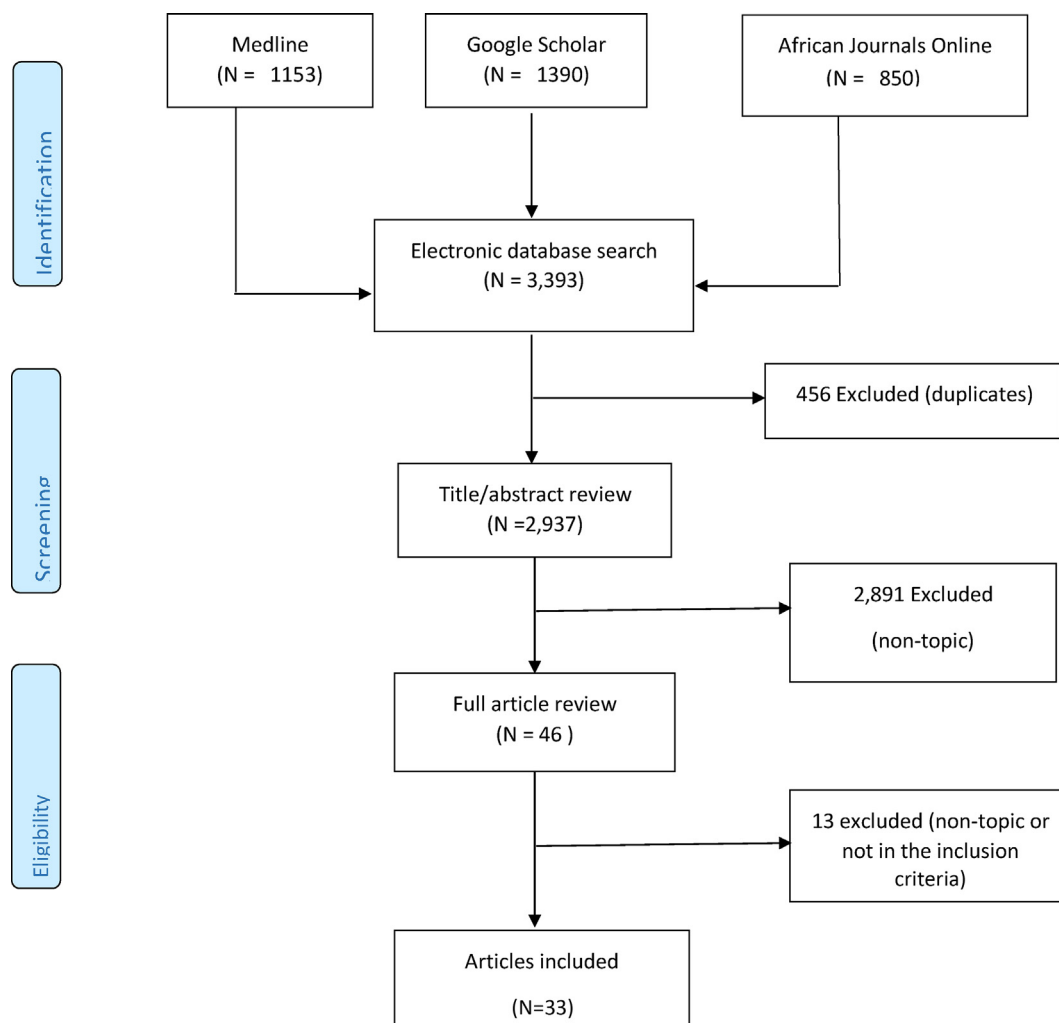 Medline
(N = 1153)
Google Scholar
(N = 1390)
African Journals Online
(N = 850)
Identification
Electronic database search
(N = 3,393)
456 Excluded (duplicates)
Screening
Title/abstract review
(N =2,937)
2,891 Excluded
(non-topic)
Eligibility
Full article review
(N = 46 )
13 excluded (non-topic or
not in the inclusion
criteria)
Articles included
(N=33)